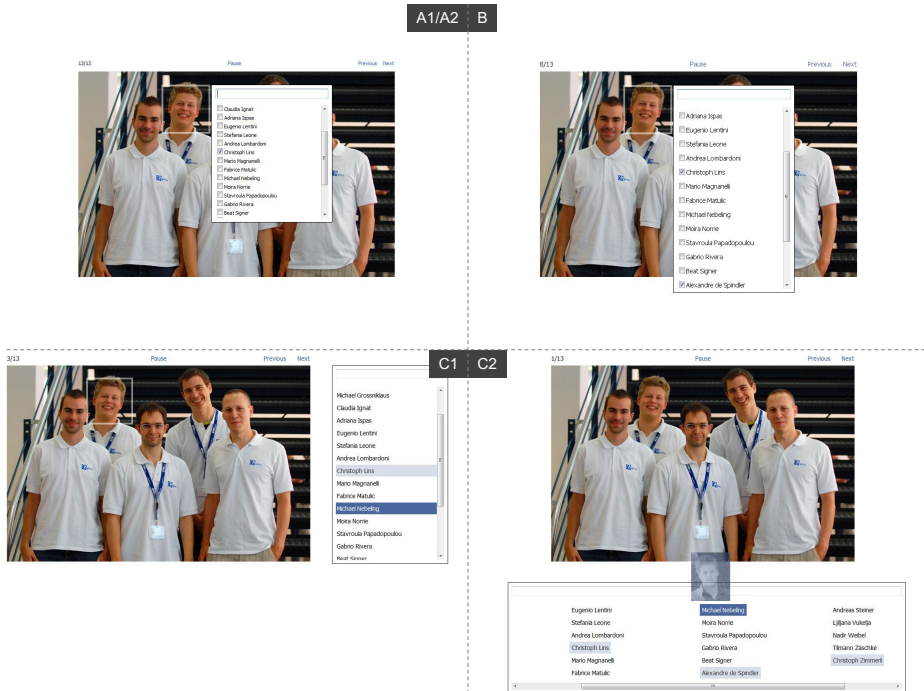 A1/A2 B
13/13 Pause Previous Next
Claudia Ignat
Adriana Ispas
Eugenio Lentini
Stefania Leone
Andrea Lombardoni
Christoph Lins
Mario Magnanelli
Fabrice Matulic
Michael Nebeling
Moira Norrie
Stavroula Papadopoulou
Gabrio Rivera
Beat Signer
8/13 Pause Previous Next
Adriana Ispas
Eugenio Lentini
Stefania Leone
Andrea Lombardoni
Christoph Lins
Mario Magnanelli
Fabrice Matulic
Michael Nebeling
Moira Norrie
Stavroula Papadopoulou
Gabrio Rivera
Beat Signer
Alexandre de Spindler
C1 C2
3/13 Pause Previous Next
Michael Grossniklaus
Claudia Ignat
Adriana Ispas
Eugenio Lentini
Stefania Leone
Andrea Lombardoni
Christoph Lins
Mario Magnanelli
Fabrice Matulic
Michael Nebeling
Moira Norrie
Stavroula Papadopoulou
Gabrio Rivera
Beat Signer
1/13 Pause Previous Next
Eugenio Lentini Michael Nebeling Andreas Steiner
Stefania Leone Moira Norrie Ljiljana Vukelja
Andrea Lombardoni Stavroula Papadopoulou Nadir Weibel
Christoph Lins Gabrio Rivera Tilmann Zäschke
Mario Magnanelli Beat Signer Christoph Zimmerli
Fabrice Matulic Alexandre de Spindler